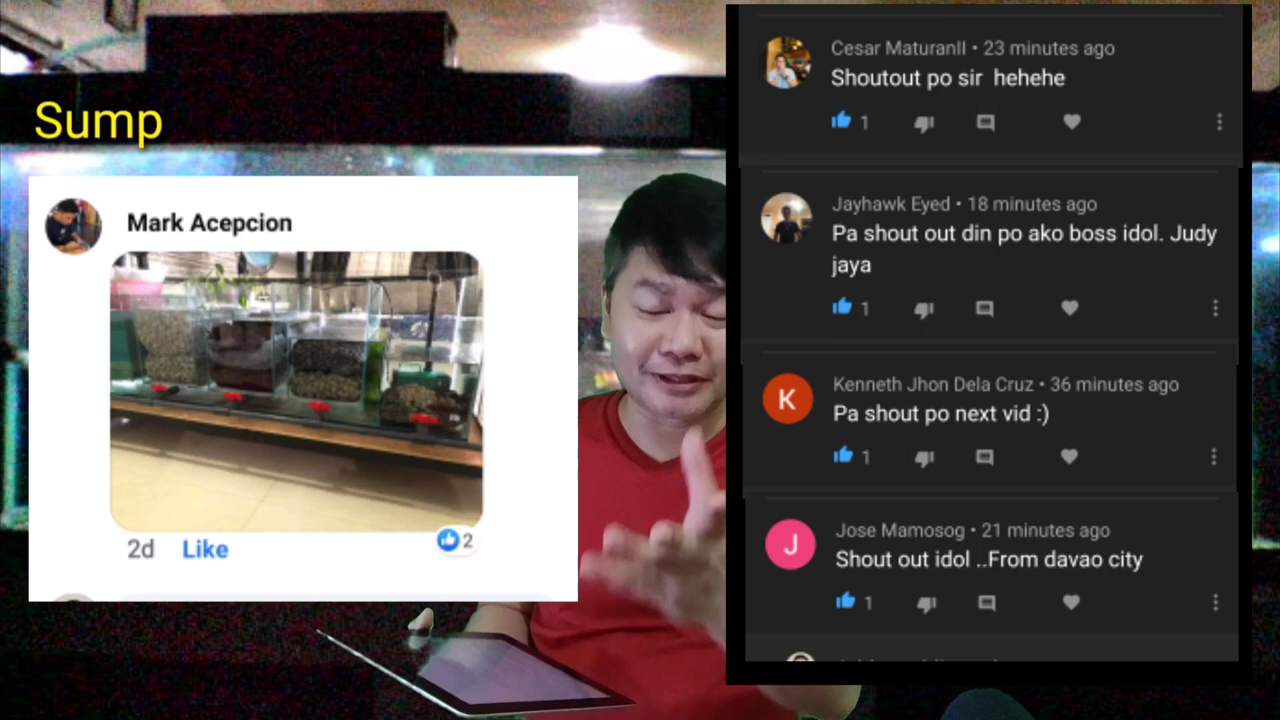 Sump
Mark Acepcion
2d Like 2
Cesar MaturanII • 23 minutes ago
Shoutout po sir hehehe
1
Jayhawk Eyed • 18 minutes ago
Pa shout out din po ako boss idol. Judy
jaya
1
Kenneth Jhon Dela Cruz • 36 minutes ago
K
Pa shout po next vid :)
1
Jose Mamosog • 21 minutes ago
J
Shout out idol ..From davao city
1